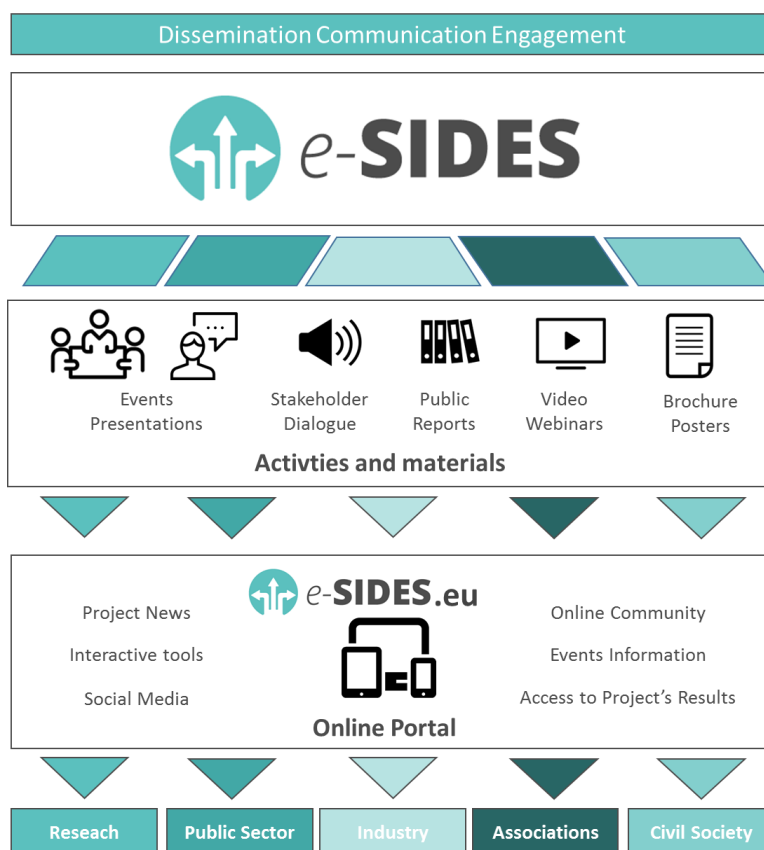 Dissemination Communication Engagement
e-SIDES
Events
Presentations
Stakeholder
Dialogue
Public
Reports
Video
Webinars
Brochure
Posters
Activties and materials
e-SIDES.eu
Project News
Interactive tools
Social Media
Online Community
Events Information
Access to Project's Results
Online Portal
Reseach
Public Sector
Industry
Associations
Civil Society